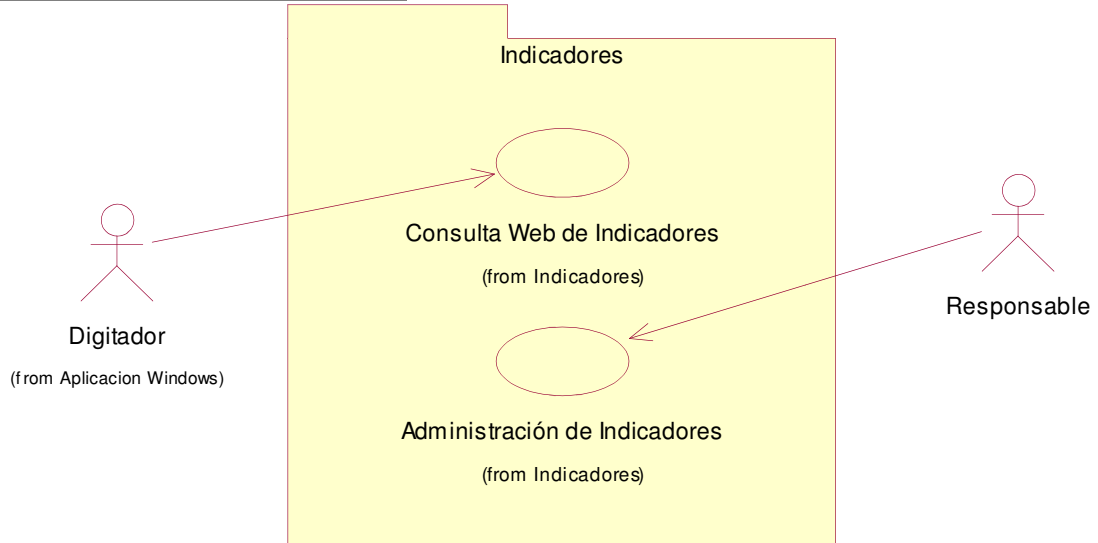 Indicadores
Consulta Web de Indicadores
(from Indicadores)
Digitador
(from Aplicacion Windows)
Responsable
Administración de Indicadores
(from Indicadores)